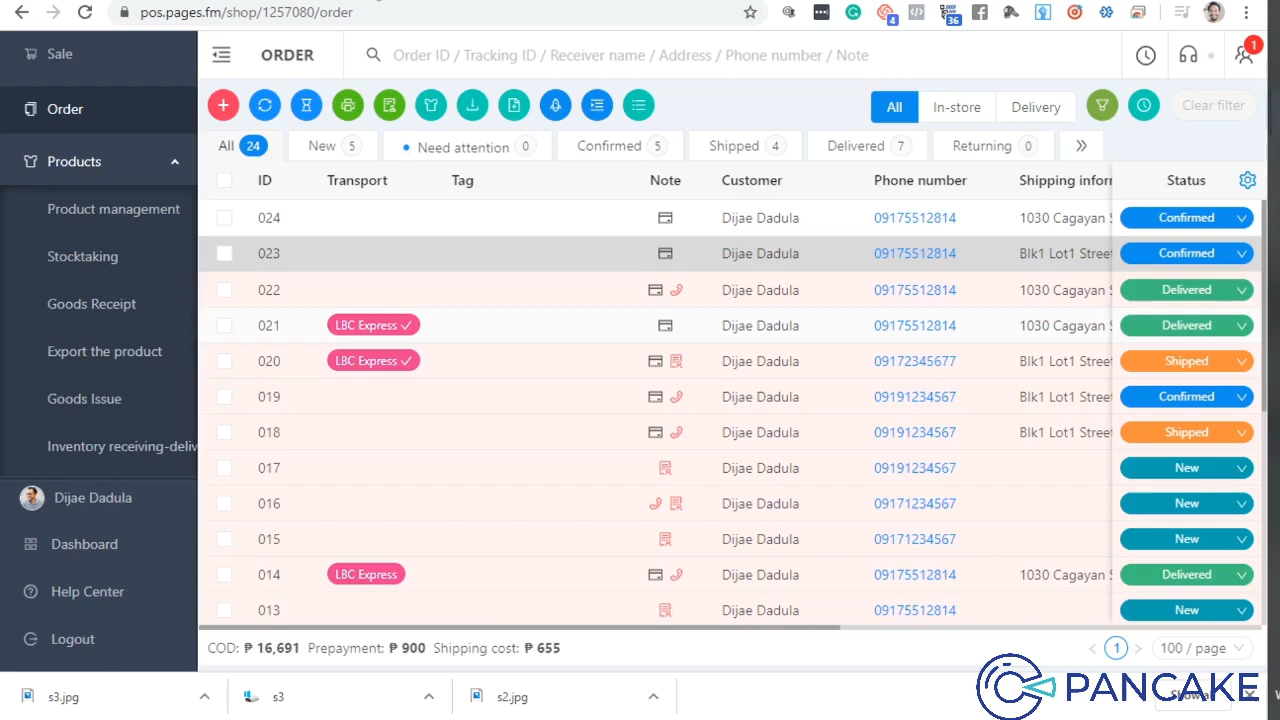 pos.pages.fm/shop/1257080/order
4
36
Sale
ORDER
Order ID / Tracking ID / Receiver name / Address / Phone number / Note
1
Order
All In-store Delivery Clear filter
All 24 New 5 Need attention 0 Confirmed 5 Shipped 4 Delivered 7 Returning 0
Products
ID Transport Tag Note Customer Phone number Shipping inforr Status
Product management
024 Dijae Dadula 09175512814 1030 Cagayan S Confirmed
Stocktaking
023 Dijae Dadula 09175512814 Blk1 Lot1 Street Confirmed
Goods Receipt
022 Dijae Dadula 09175512814 1030 Cagayan S Delivered
021 LBC Express Dijae Dadula 09175512814 1030 Cagayan S Delivered
Export the product
020 LBC Express Dijae Dadula 09172345677 Blk1 Lot1 Street Shipped
Goods Issue
019 Dijae Dadula 09191234567 Blk1 Lot1 Street Confirmed
018 Dijae Dadula 09191234567 Blk1 Lot1 Street Shipped
Inventory receiving-deliv
017 Dijae Dadula 09191234567 New
Dijae Dadula
016 Dijae Dadula 09171234567 New
015 Dijae Dadula 09171234567 New
Dashboard
014 LBC Express Dijae Dadula 09175512814 1030 Cagayan S Delivered
Help Center
013 Dijae Dadula 09175512814 New
Logout
COD: ₱ 16,691 Prepayment: ₱ 900 Shipping cost: ₱ 655
1 100 / page
s3.jpg s3 s2.jpg
PANCAKE